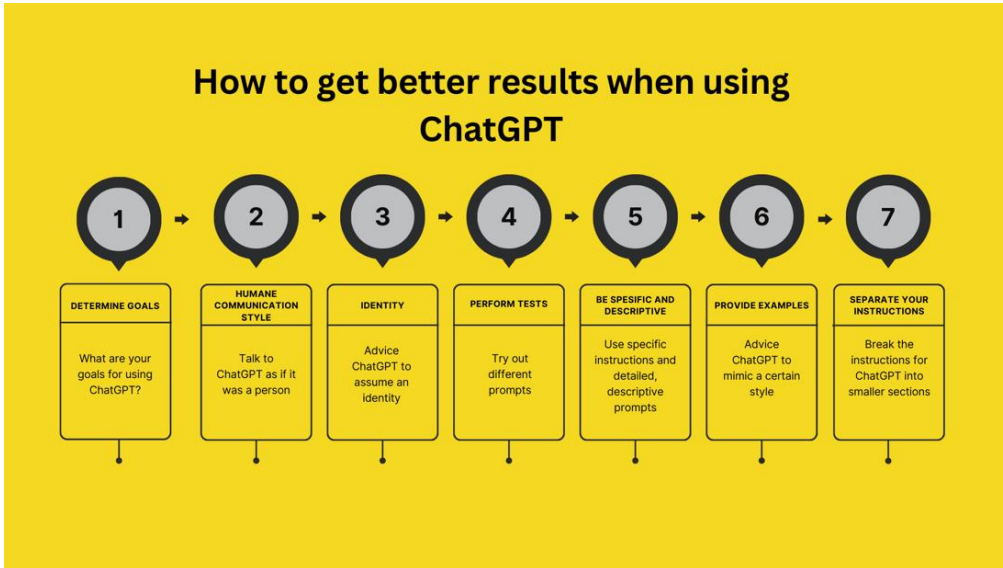 How to get better results when using
ChatGPT
1
2
3
4
5
6
7
DETERMINE GOALS
What are your
goals for using
ChatGPT?
HUMANE
COMMUNICATION
STYLE
Talk to
ChatGPT as if it
was a person
IDENTITY
Advice
ChatGPT to
assume an
identity
PERFORM TESTS
Try out
different
prompts
BE SPESIFIC AND
DESCRIPTIVE
Use specific
instructions and
detailed,
descriptive
prompts
PROVIDE EXAMPLES
Advice
ChatGPT to
mimic a certain
style
SEPARATE YOUR
INSTRUCTIONS
Break the
instructions for
ChatGPT into
smaller sections